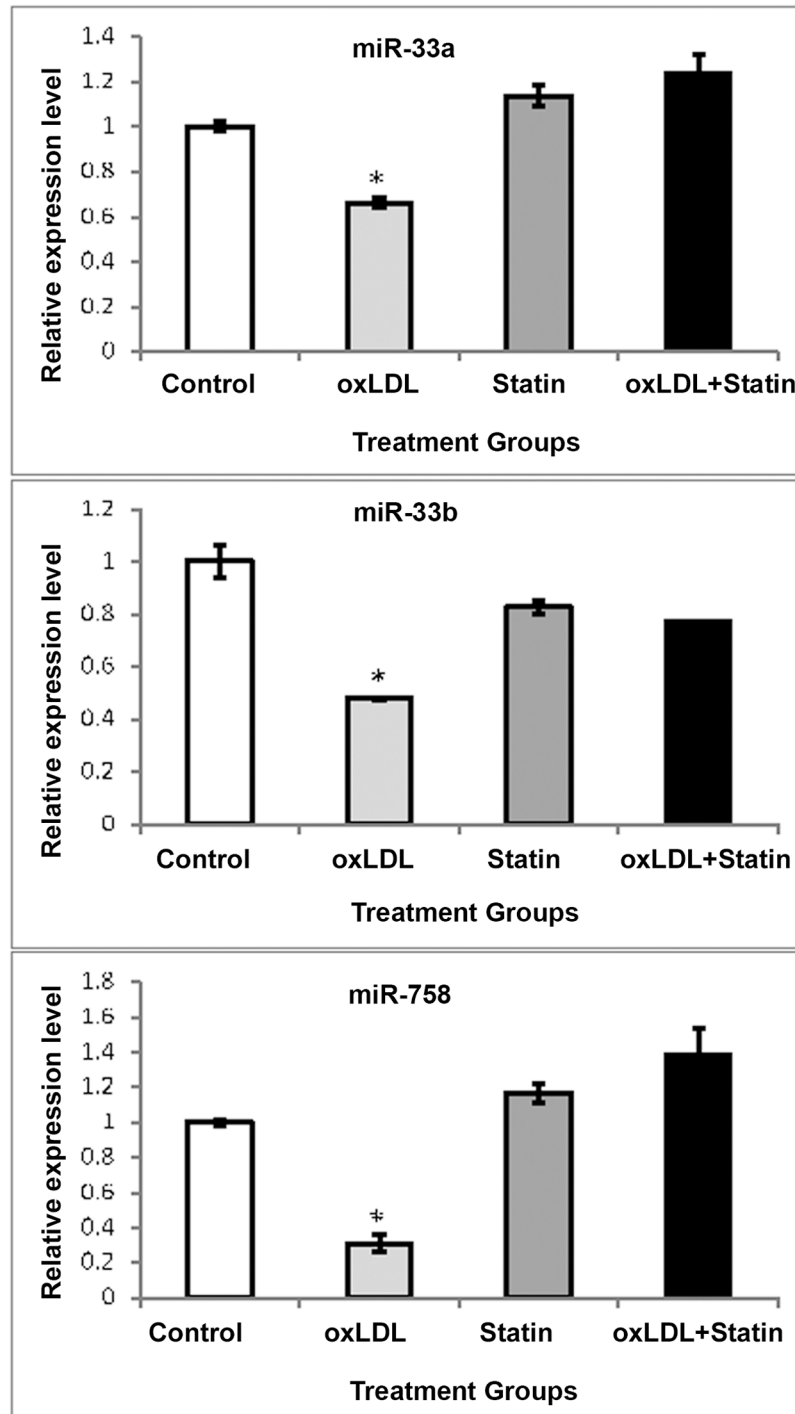 miR-33a
Relative expression level
1.4
1.2
1
0.8
0.6
0.4
0.2
0
*
Control oxLDL Statin oxLDL+Statin
Treatment Groups
miR-33b
Relative expression level
1.2
1
0.8
0.6
0.4
0.2
0
*
Control oxLDL Statin oxLDL+Statin
Treatment Groups
miR-758
Relative expression level
1.8
1.6
1.4
1.2
1
0.8
0.6
0.4
0.2
0
*
Control oxLDL Statin oxLDL+Statin
Treatment Groups